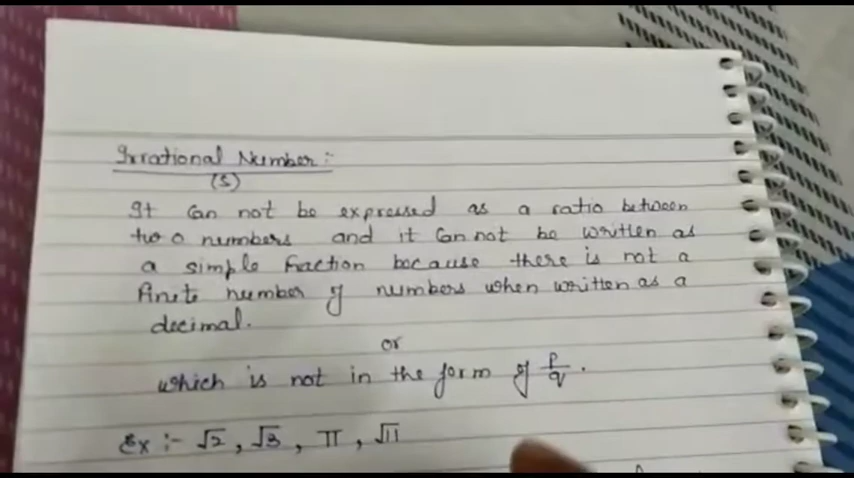 Irrational Number :-
(S)
It can not be expressed as a ratio between
two numbers and it can not be written as
a simple fraction because there is not a
finite number of numbers when written as a
decimal.
or
which is not in the form of p/q.
Ex :- √2, √3, π, √11